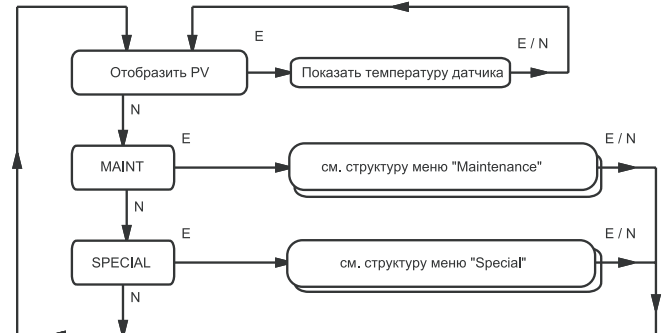 E
E / N
Отобразить PV
Показать температуру датчика
N
E
E / N
MAINT
см. структуру меню "Maintenance"
N
E
E / N
SPECIAL
см. структуру меню "Special"
N